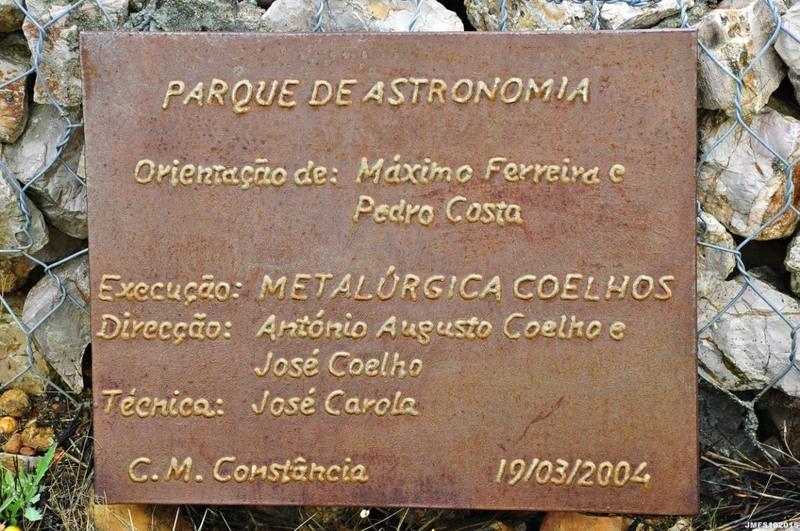 PARQUE DE ASTRONOMIA
Orientação de: Máximo Ferreira e
Pedro Costa
Execução: METALÚRGICA COELHOS
Direcção: António Augusto Coelho e
José Coelho
Técnica: José Carola
C. M. Constância 19/03/2004